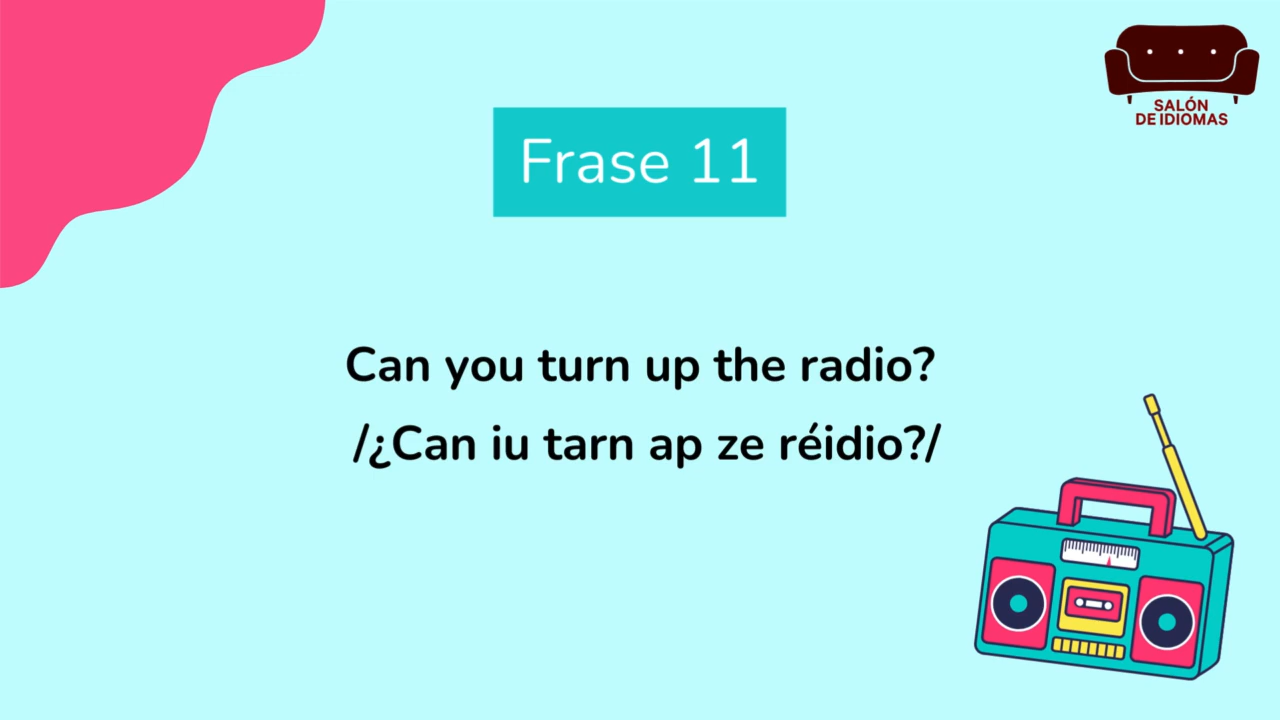 SALÓN
DE IDIOMAS
Frase 11
Can you turn up the radio?
/¿Can iu tarn ap ze réidio?/